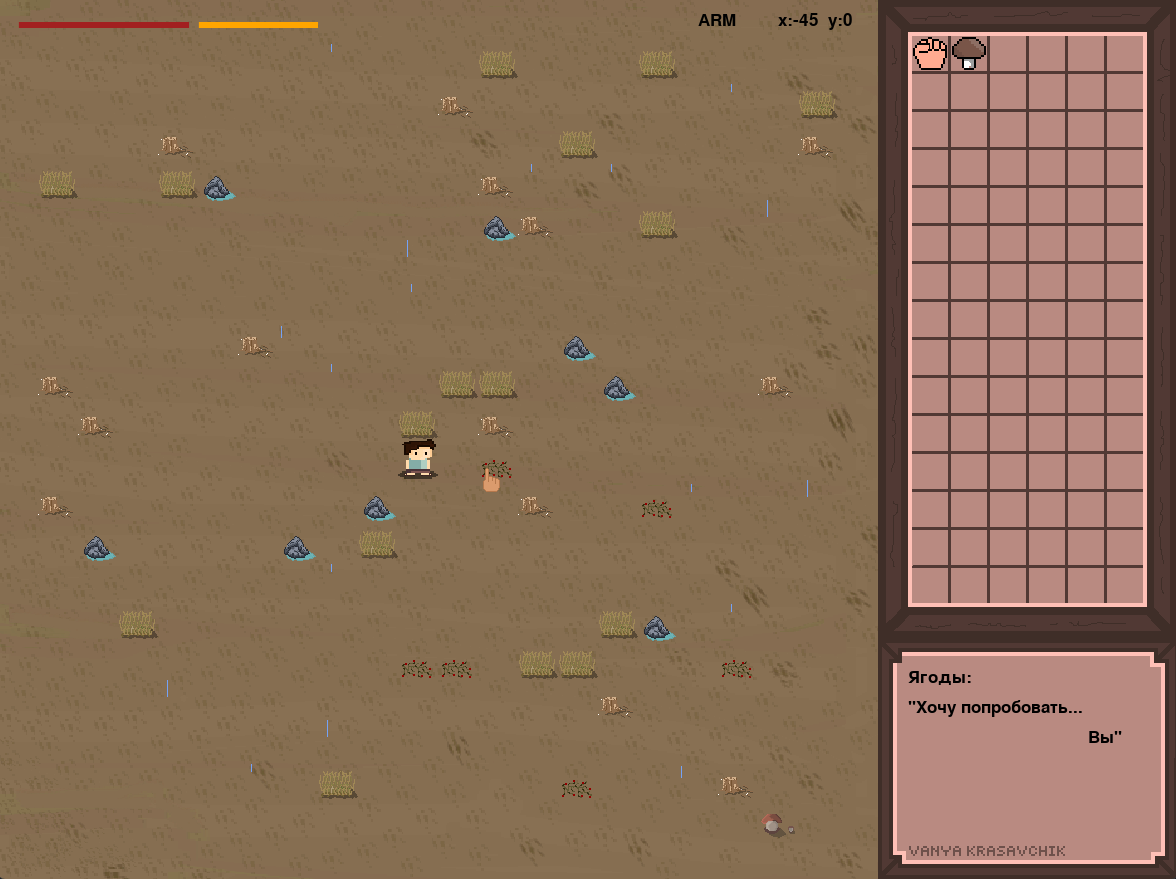 ARM x:-45 y:0
Ягоды:
"Хочу попробовать...
Вы"
VANYA KRASAVCHIK